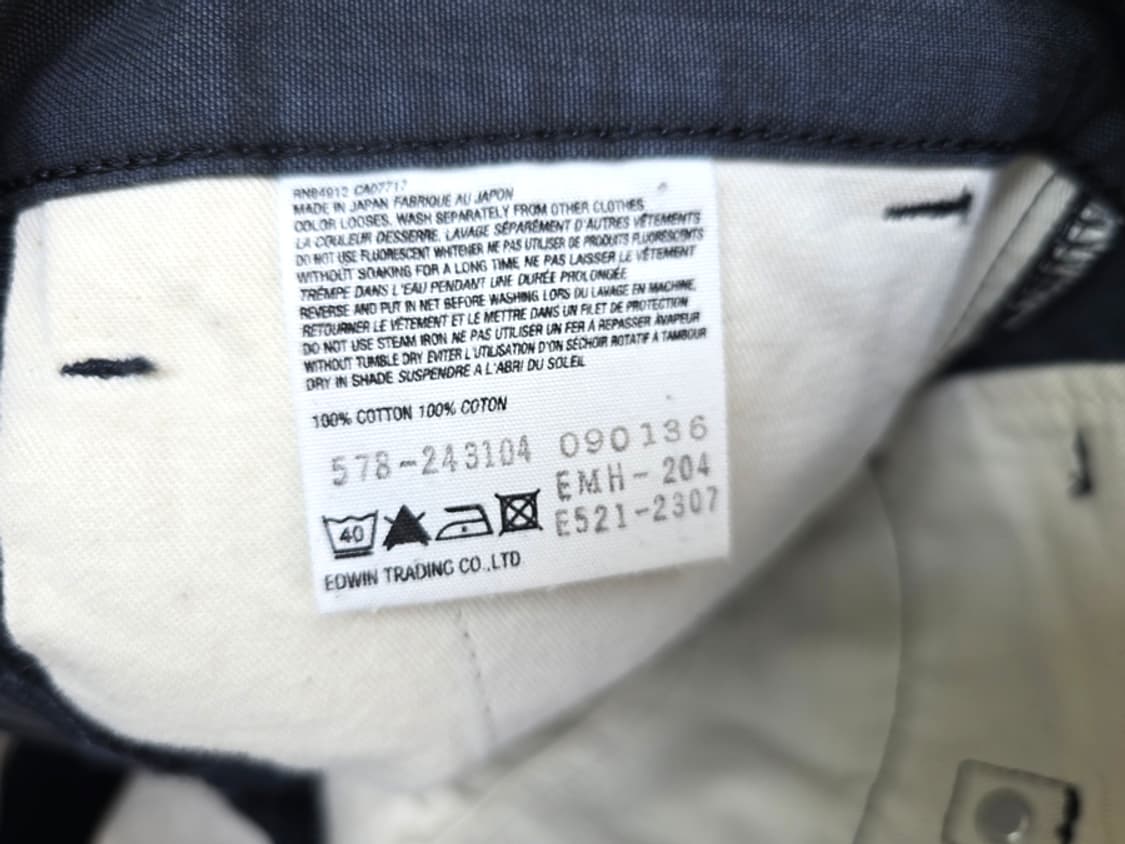 RN84912 CA07717
MADE IN JAPAN FABRIQUE AU JAPON
COLOR LOOSES. WASH SEPARATELY FROM OTHER CLOTHES
LA COULEUR DESSERRE. LAVAGE SÉPARÉMENT D'AUTRES VÊTEMENTS
DO NOT USE FLUORESCENT WHITENER NE PAS UTILISER DE PRODUITS FLUORESCENTS
WITHOUT SOAKING FOR A LONG TIME NE PAS LAISSER LE VÊTEMENT
TRÊMPE DANS L'EAU PENDANT UNE DURÉE PROLONGÉE
REVERSE AND PUT IN NET BEFORE WASHING LORS DU LAVAGE EN MACHINE,
RETOURNER LE VÊTEMENT ET LE METTRE DANS UN FILET DE PROTECTION
DO NOT USE STEAM IRON NE PAS UTILISER UN FER À REPASSER ÀVAPEUR
WITHOUT TUMBLE DRY EVITER L'UTILISATION D'ON SÉCHOIR ROTATIF A TAMBOUR
DRY IN SHADE SUSPENDRE A L'ABRI DU SOLEIL
100% COTTON 100% COTON
578-243104 090136
EMH-204
40 E521-2307
EDWIN TRADING CO.,LTD